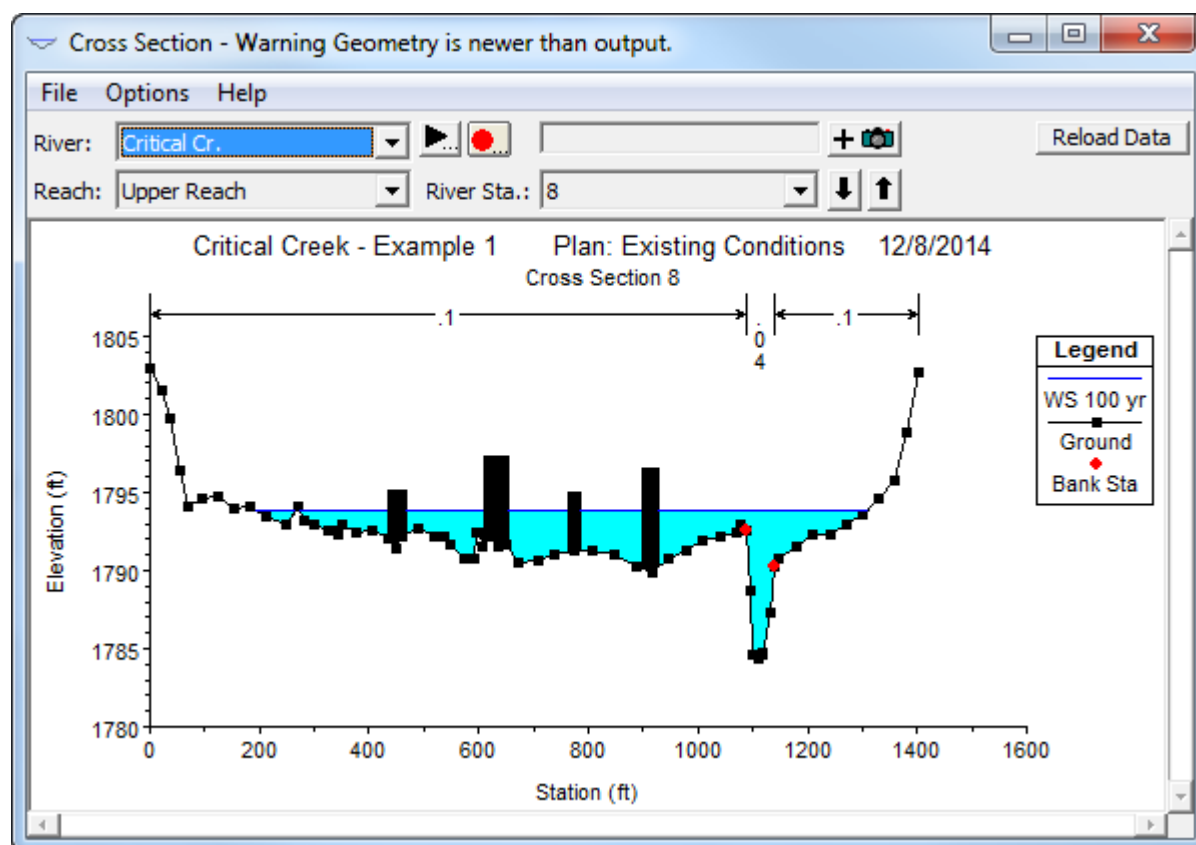 Cross Section - Warning Geometry is newer than output.
File Options Help
River: Critical Cr. Reload Data
Reach: Upper Reach River Sta.: 8
Critical Creek - Example 1 Plan: Existing Conditions 12/8/2014
Cross Section 8
.1 .04 .1
1805
1800
1795
1790
1785
1780
Elevation (ft)
0 200 400 600 800 1000 1200 1400 1600
Station (ft)
Legend
WS 100 yr
Ground
Bank Sta